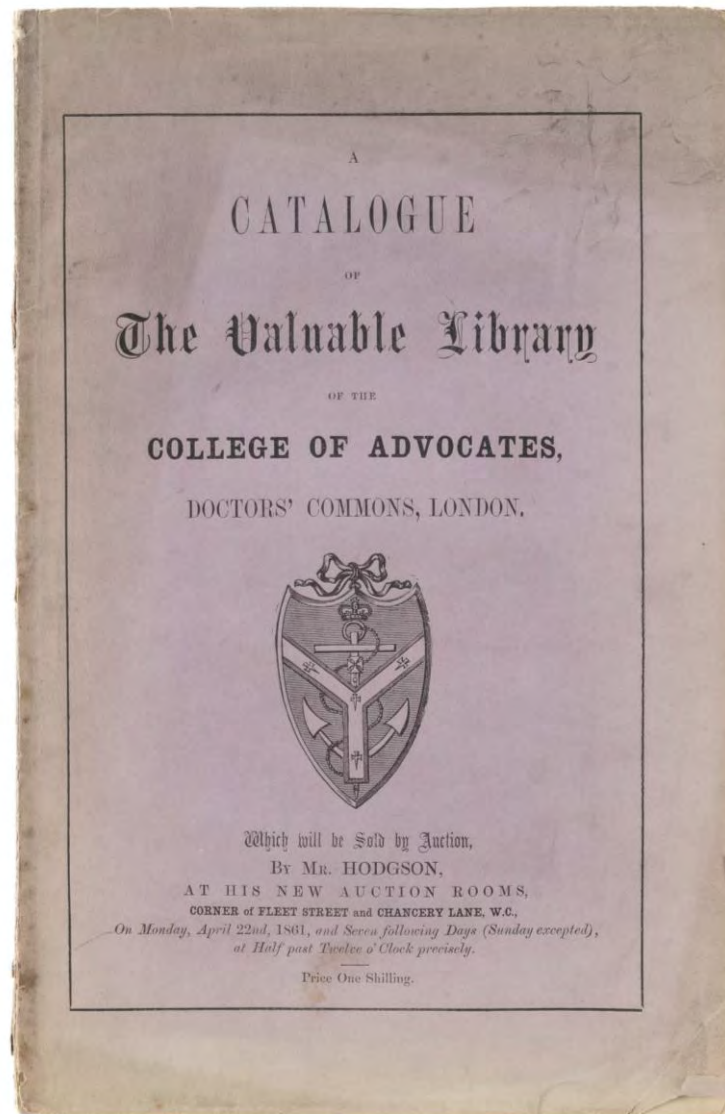 A
CATALOGUE
OF
The Valuable Library
OF THE
COLLEGE OF ADVOCATES,
DOCTORS' COMMONS, LONDON.
Which will be Sold by Auction,
BY MR. HODGSON,
AT HIS NEW AUCTION ROOMS,
CORNER of FLEET STREET and CHANCERY LANE, W.C.,
On Monday, April 22nd, 1861, and Seven following Days (Sunday excepted),
at Half past Twelve o'Clock precisely.
Price One Shilling.